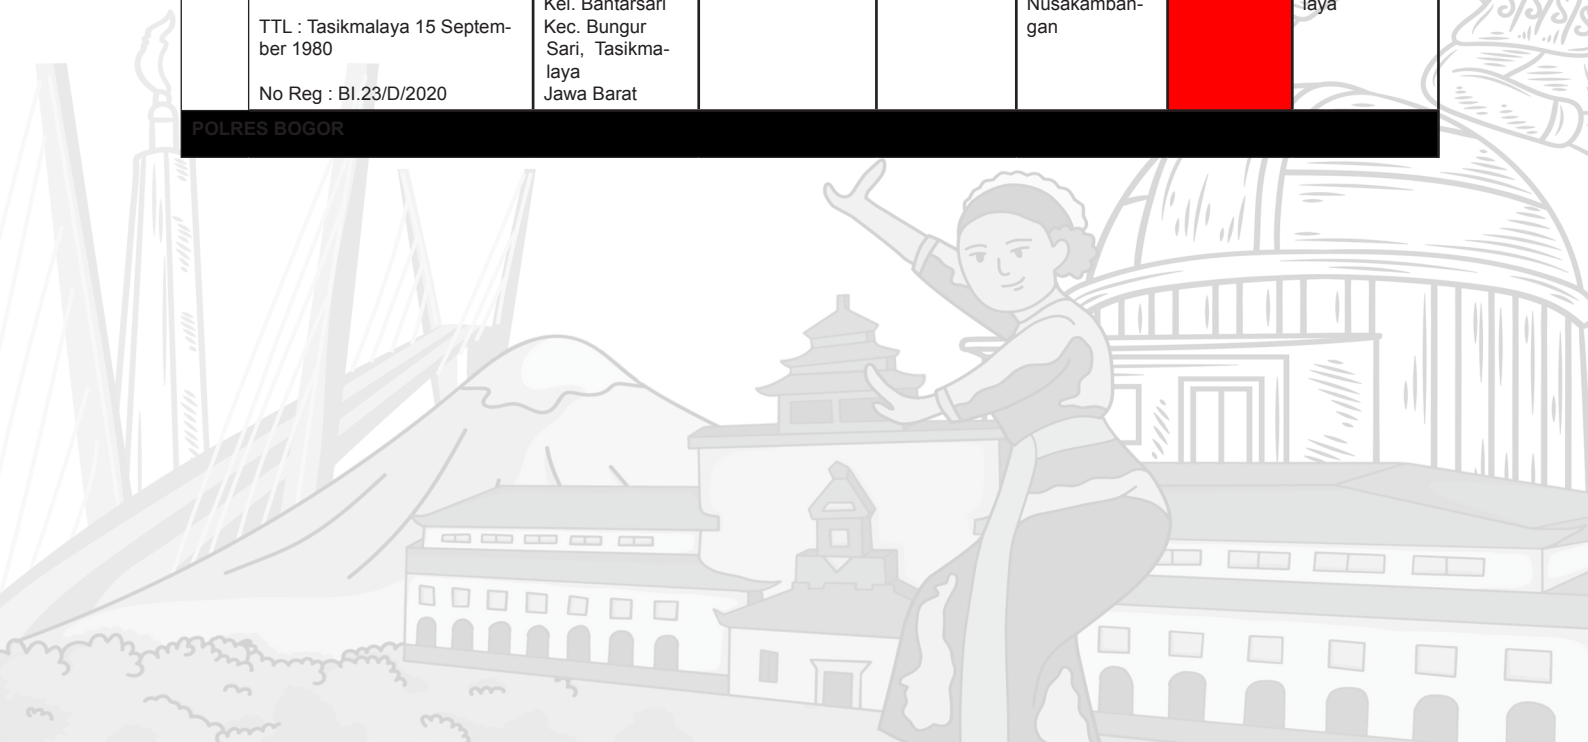 Kel. Bantarsari
Nusakamban-
laya
TTL : Tasikmalaya 15 Septem-
Kec. Bungur
gan
ber 1980
Sari, Tasikma-
laya
No Reg : BI.23/D/2020
Jawa Barat
POLRES BOGOR